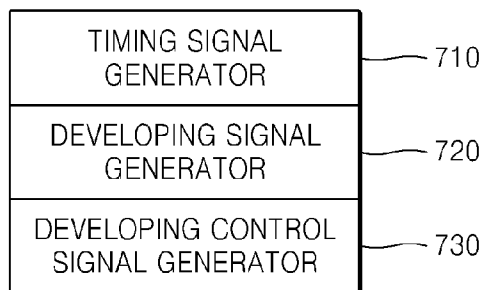 TIMING SIGNAL
GENERATOR
710
DEVELOPING SIGNAL
GENERATOR
720
DEVELOPING CONTROL
SIGNAL GENERATOR
730